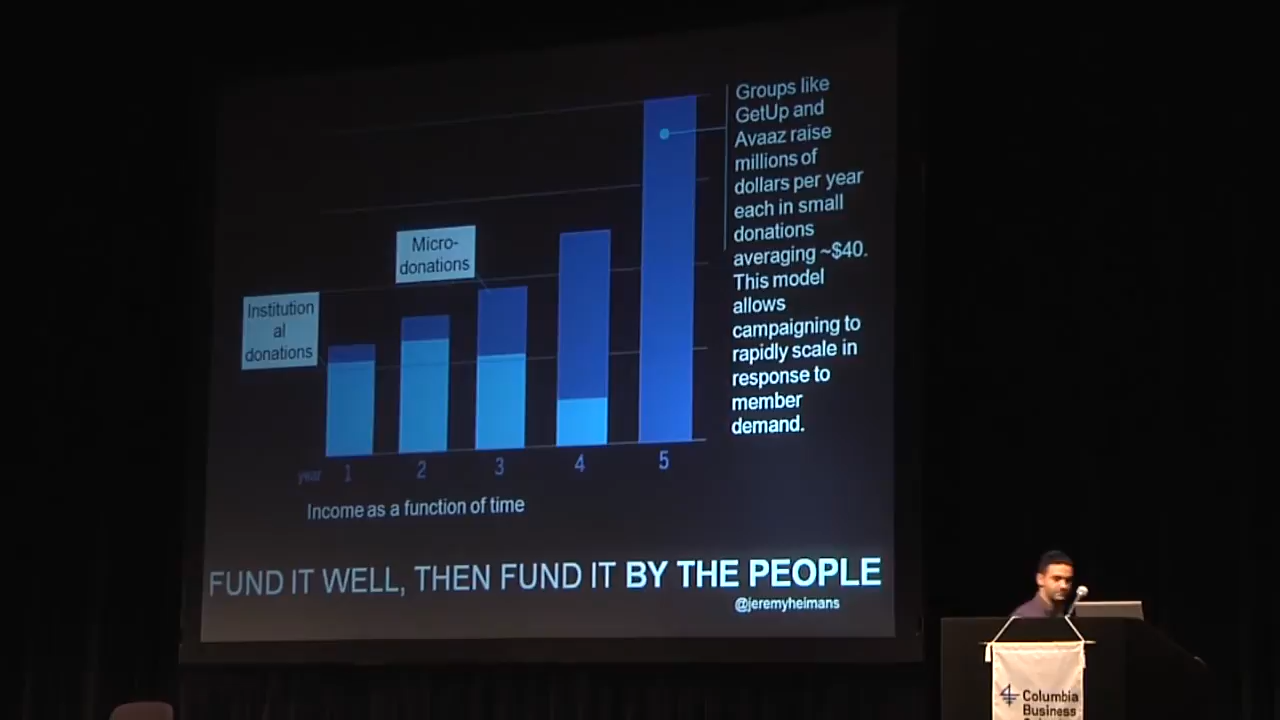 Groups like
GetUp and
Avaaz raise
millions of
dollars per year
each in small
donations
averaging ~$40.
This model
allows
campaigning to
rapidly scale in
response to
member
demand.
Micro-
donations
Institution
al
donations
year 1 2 3 4 5
Income as a function of time
FUND IT WELL, THEN FUND IT BY THE PEOPLE
@jeremyheimans
Columbia
Business